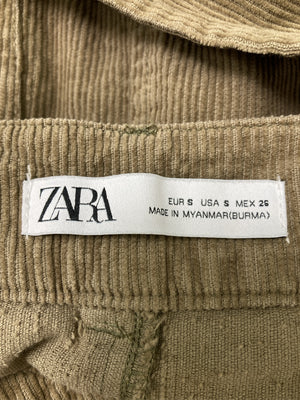 ZARA
EUR S USA S MEX 26
MADE IN MYANMAR(BURMA)